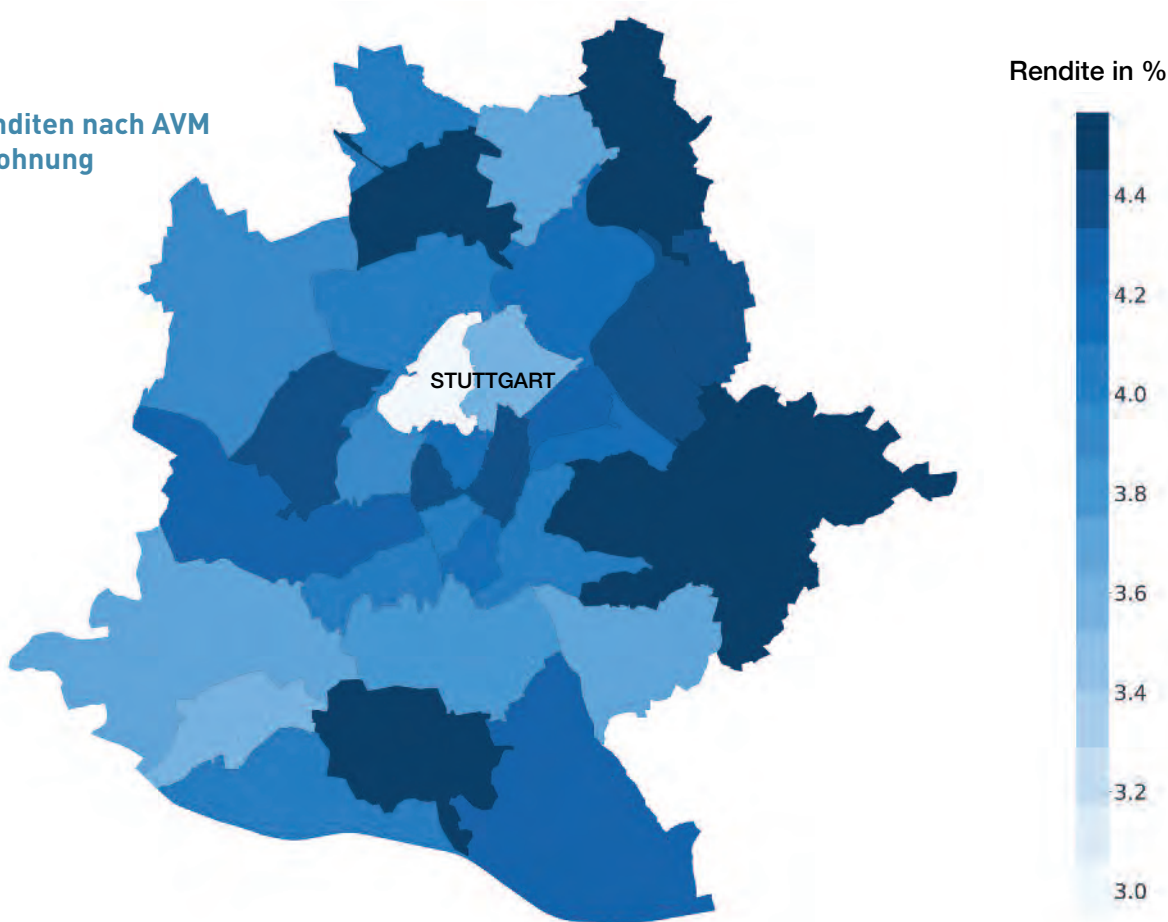 Rendite in %
nditen nach AVM
ohnung
4.4
4.2
4.0
STUTTGART
3.8
3.6
3.4
3.2
3.0